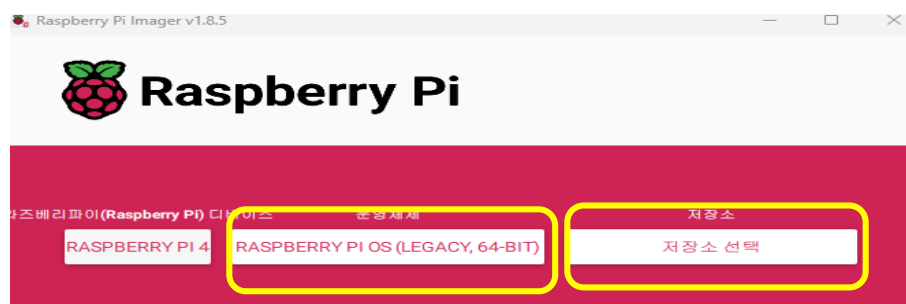 Raspberry Pi Imager v1.8.5
Raspberry Pi
라즈베리파이(Raspberry Pi) 디바이스
운영체제
저장소
RASPBERRY PI 4
RASPBERRY PI OS (LEGACY, 64-BIT)
저장소 선택